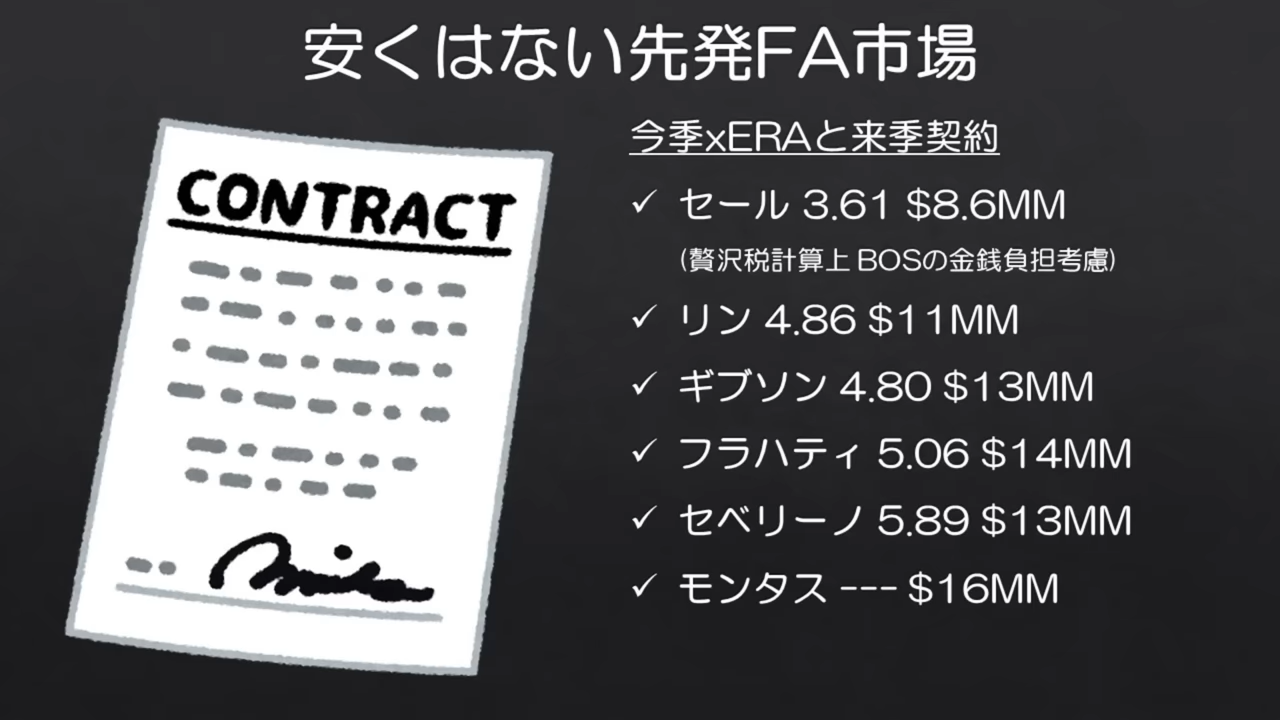 安くはない先発FA市場
CONTRACT
今季xERAと来季契約
✓ セール 3.61 $8.6MM
(贅沢税計算上 BOSの金銭負担考慮)
✓ リン 4.86 $11MM
✓ ギブソン 4.80 $13MM
✓ フラハティ 5.06 $14MM
✓ セベリーノ 5.89 $13MM
✓ モンタス --- $16MM